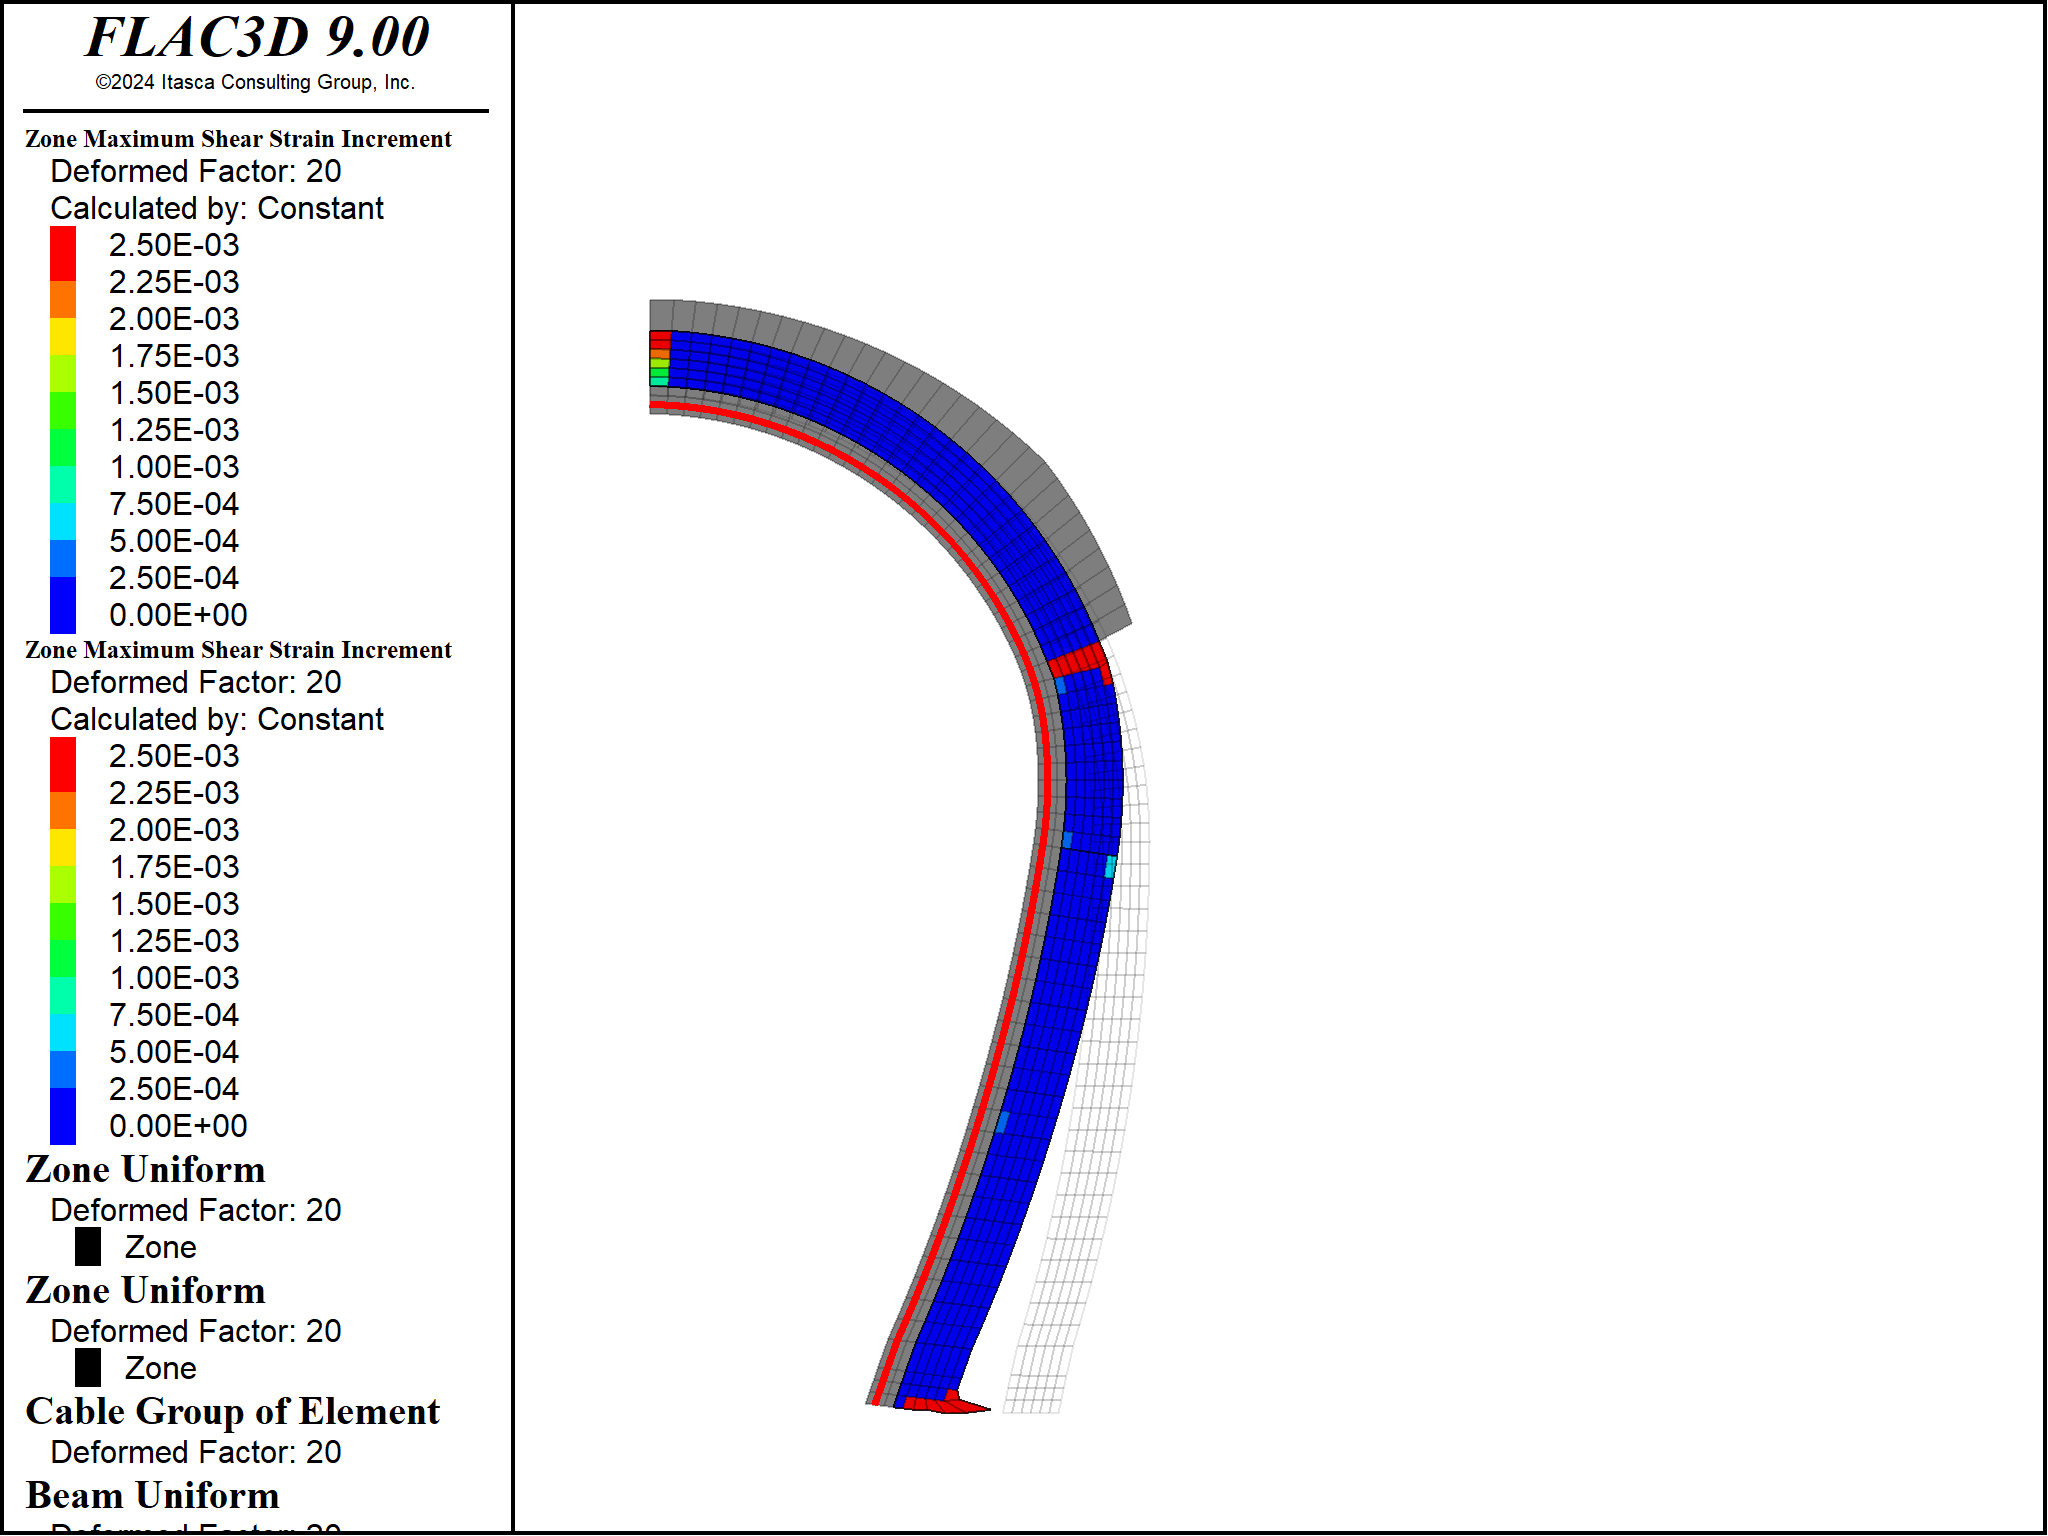 FLAC3D 9.00
©2024 Itasca Consulting Group, Inc.
Zone Maximum Shear Strain Increment
Deformed Factor: 20
Calculated by: Constant
2.50E-03
2.25E-03
2.00E-03
1.75E-03
1.50E-03
1.25E-03
1.00E-03
7.50E-04
5.00E-04
2.50E-04
0.00E+00
Zone Maximum Shear Strain Increment
Deformed Factor: 20
Calculated by: Constant
2.50E-03
2.25E-03
2.00E-03
1.75E-03
1.50E-03
1.25E-03
1.00E-03
7.50E-04
5.00E-04
2.50E-04
0.00E+00
Zone Uniform
Deformed Factor: 20
Zone
Zone Uniform
Deformed Factor: 20
Zone
Cable Group of Element
Deformed Factor: 20
Beam Uniform